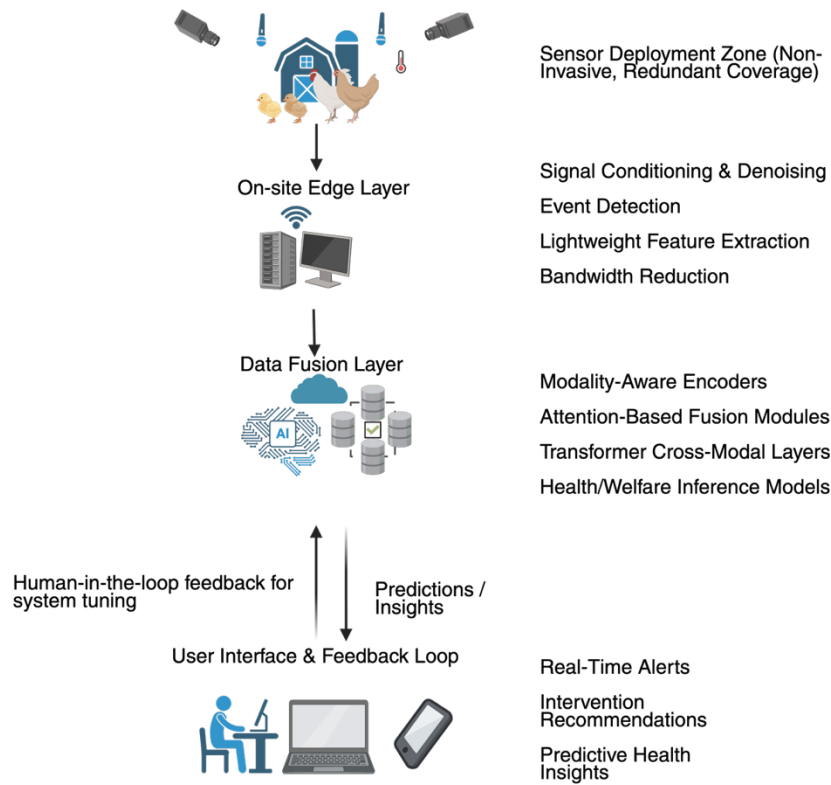 Sensor Deployment Zone (Non-
Invasive, Redundant Coverage)
On-site Edge Layer
Signal Conditioning & Denoising
Event Detection
Lightweight Feature Extraction
Bandwidth Reduction
Data Fusion Layer
AI
Modality-Aware Encoders
Attention-Based Fusion Modules
Transformer Cross-Modal Layers
Health/Welfare Inference Models
Human-in-the-loop feedback for
system tuning
Predictions /
Insights
User Interface & Feedback Loop
Real-Time Alerts
Intervention
Recommendations
Predictive Health
Insights